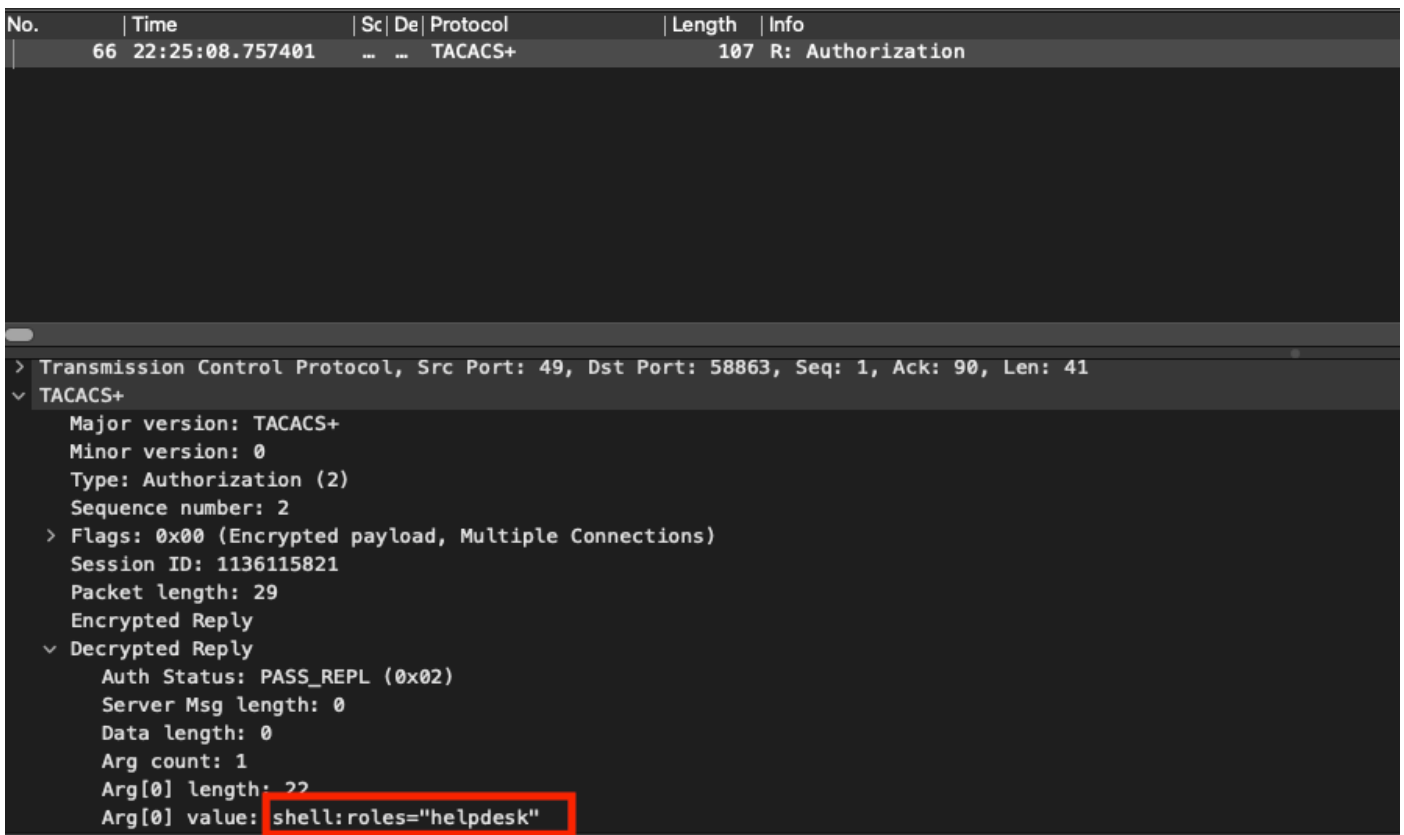 No. Time Sc De Protocol Length Info
66 22:25:08.757401 … … TACACS+ 107 R: Authorization
> Transmission Control Protocol, Src Port: 49, Dst Port: 58863, Seq: 1, Ack: 90, Len: 41
TACACS+
Major version: TACACS+
Minor version: 0
Type: Authorization (2)
Sequence number: 2
> Flags: 0x00 (Encrypted payload, Multiple Connections)
Session ID: 1136115821
Packet length: 29
Encrypted Reply
Decrypted Reply
Auth Status: PASS_REPL (0x02)
Server Msg length: 0
Data length: 0
Arg count: 1
Arg[0] length: 22
Arg[0] value: shell:roles="helpdesk"